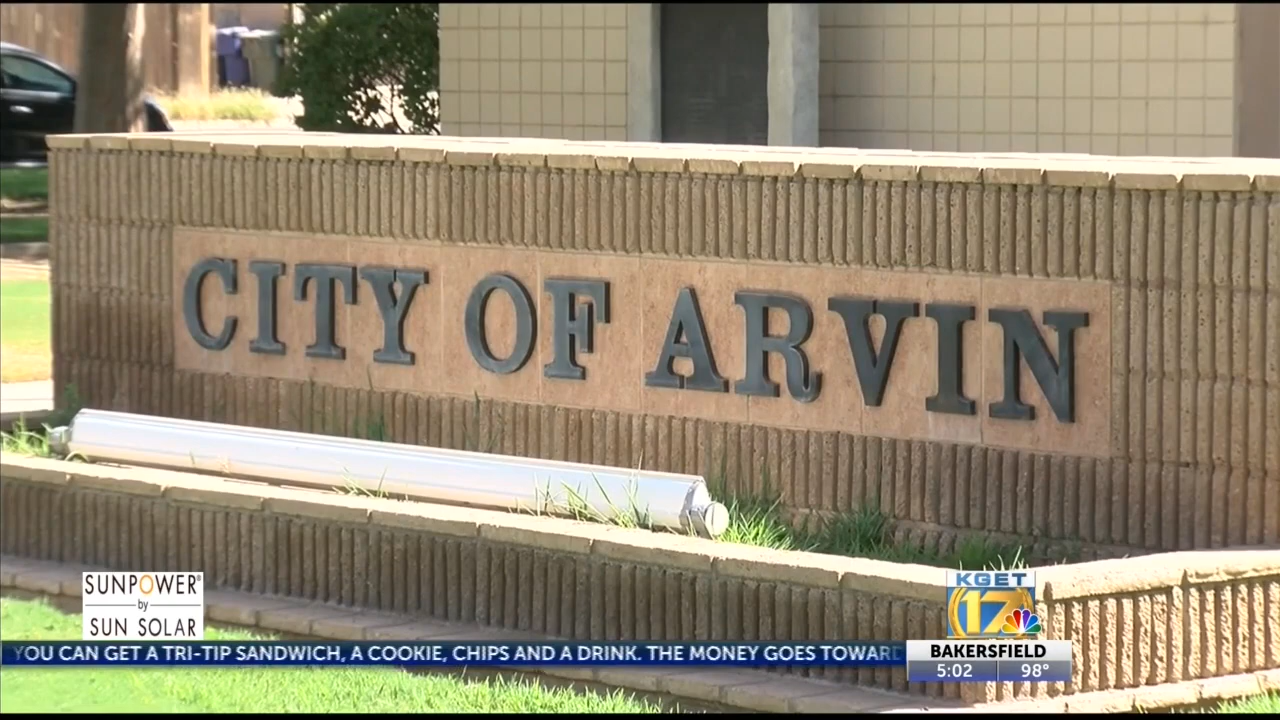 CITY OF ARVIN
SUNPOWER®
by
SUN SOLAR
KGET
17
YOU CAN GET A TRI-TIP SANDWICH, A COOKIE, CHIPS AND A DRINK. THE MONEY GOES TOWARD
BAKERSFIELD
5:02 98°